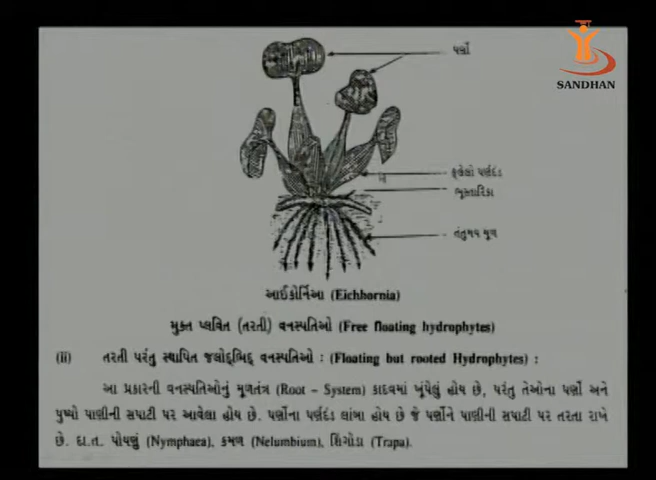 પર્ણો
SANDHAN
ફૂલેલો પર્ણદંડ
ભૂસ્તારિકા
તંતુમય મૂળ
આઈકોર્નિઆ (Eichhornia)
મુક્ત પ્લવિત (તરતી) વનસ્પતિઓ (Free floating hydrophytes)
(ii) તરતી પરંતુ સ્થાપિત જલોદ્ભિદ્ વનસ્પતિઓ : (Floating but rooted Hydrophytes) :
આ પ્રકારની વનસ્પતિઓનું મૂળતંત્ર (Root – System) કાદવમાં ખૂંપેલું હોય છે, પરંતુ તેઓના પર્ણો અને
પુષ્પો પાણીની સપાટી પર આવેલા હોય છે. પર્ણોના પર્ણદંડ લાંબા હોય છે જે પર્ણોને પાણીની સપાટી પર તરતા રાખે
છે. દા.ત. પોયણું (Nymphaea), કમળ (Nelumbium), શિંગોડા (Trapa).